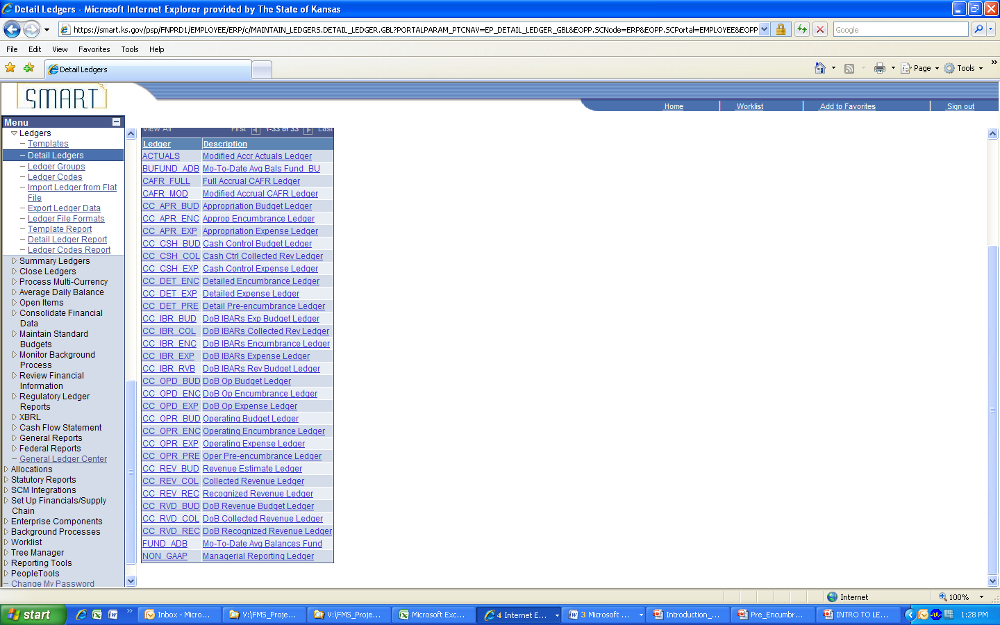 Detail Ledgers - Microsoft Internet Explorer provided by The State of Kansas
https://smart.ks.gov/psp/FNPRD1/EMPLOYEE/ERP/c/MAINTAIN_LEDGERS.DETAIL_LEDGER.GBL?PORTALPARAM_PTCNAV=EP_DETAIL_LEDGER_GBL&EOPP.SCNode=ERP&EOPP.SCPortal=EMPLOYEE&EOPP
Google
File Edit View Favorites Tools Help
Detail Ledgers
Page Tools
SMART
Home Worklist Add to Favorites Sign out
Menu
Ledgers
Templates
Detail Ledgers
Ledger Groups
Ledger Codes
Import Ledger from Flat
File
Export Ledger Data
Ledger File Formats
Template Report
Detail Ledger Report
Ledger Codes Report
Summary Ledgers
Close Ledgers
Process Multi-Currency
Average Daily Balance
Open Items
Consolidate Financial
Data
Maintain Standard
Budgets
Monitor Background
Process
Review Financial
Information
Regulatory Ledger
Reports
XBRL
Cash Flow Statement
General Reports
Federal Reports
General Ledger Center
Allocations
Statutory Reports
SCM Integrations
Set Up Financials/Supply
Chain
Enterprise Components
Background Processes
Worklist
Tree Manager
Reporting Tools
PeopleTools
Change My Password
View All First 1-33 of 33 Last
Ledger Description
ACTUALS Modified Accr Actuals Ledger
BUFUND_ADB Mo-To-Date Avg Bals Fund_BU
CAFR_FULL Full Accrual CAFR Ledger
CAFR_MOD Modified Accrual CAFR Ledger
CC_APR_BUD Appropriation Budget Ledger
CC_APR_ENC Approp Encumbrance Ledger
CC_APR_EXP Appropriation Expense Ledger
CC_CSH_BUD Cash Control Budget Ledger
CC_CSH_COL Cash Ctrl Collected Rev Ledger
CC_CSH_EXP Cash Control Expense Ledger
CC_DET_ENC Detailed Encumbrance Ledger
CC_DET_EXP Detailed Expense Ledger
CC_DET_PRE Detail Pre-encumbrance Ledger
CC_IBR_BUD DoB IBARs Exp Budget Ledger
CC_IBR_COL DoB IBARs Collected Rev Ledger
CC_IBR_ENC DoB IBARs Encumbrance Ledger
CC_IBR_EXP DoB IBARs Expense Ledger
CC_IBR_RVB DoB IBARs Rev Budget Ledger
CC_OPD_BUD DoB Op Budget Ledger
CC_OPD_ENC DoB Op Encumbrance Ledger
CC_OPD_EXP DoB Op Expense Ledger
CC_OPR_BUD Operating Budget Ledger
CC_OPR_ENC Operating Encumbrance Ledger
CC_OPR_EXP Operating Expense Ledger
CC_OPR_PRE Oper Pre-encumbrance Ledger
CC_REV_BUD Revenue Estimate Ledger
CC_REV_COL Collected Revenue Ledger
CC_REV_REC Recognized Revenue Ledger
CC_RVD_BUD DoB Revenue Budget Ledger
CC_RVD_COL DoB Collected Revenue Ledger
CC_RVD_REC DoB Recognized Revenue Ledger
FUND_ADB Mo-To-Date Avg Balances Fund
NON_GAAP Managerial Reporting Ledger
Internet 100%
start Inbox - Micro... V:\FMS_Proje... V:\FMS_Proje... Microsoft Exc... 4 Internet E... 3 Microsoft ... Introduction_... Pre_Encumbr... INTRO TO LE... 1:28 PM